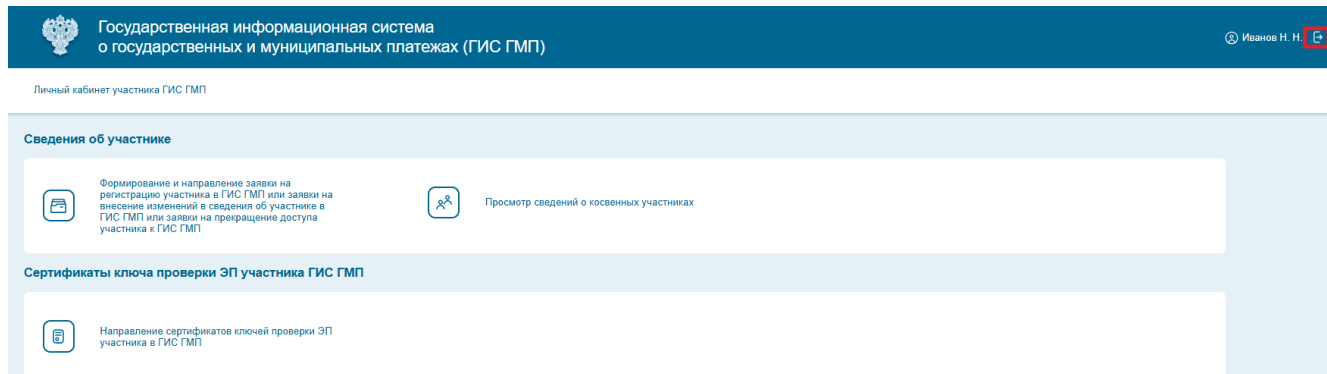 Государственная информационная система
о государственных и муниципальных платежах (ГИС ГМП)
Иванов Н. Н.
Личный кабинет участника ГИС ГМП
Сведения об участнике
Формирование и направление заявки на
регистрацию участника в ГИС ГМП или заявки на
внесение изменений в сведения об участнике в
ГИС ГМП или заявки на прекращение доступа
участника к ГИС ГМП
Просмотр сведений о косвенных участниках
Сертификаты ключа проверки ЭП участника ГИС ГМП
Направление сертификатов ключей проверки ЭП
участника в ГИС ГМП